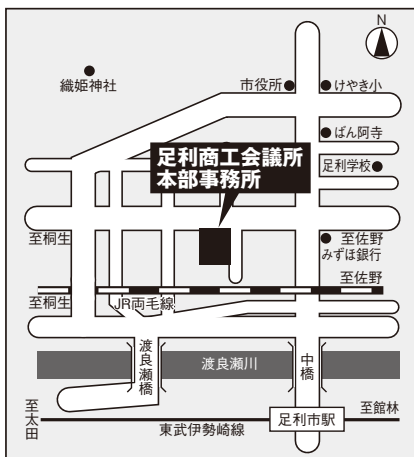 N
織姫神社
市役所
けやき小
ばん阿寺
足利学校
足利商工会議所
本部事務所
至桐生
至佐野
みずほ銀行
至佐野
至桐生
JR両毛線
渡良瀬橋
渡良瀬川
中橋
至太田
東武伊勢崎線
足利市駅
至館林